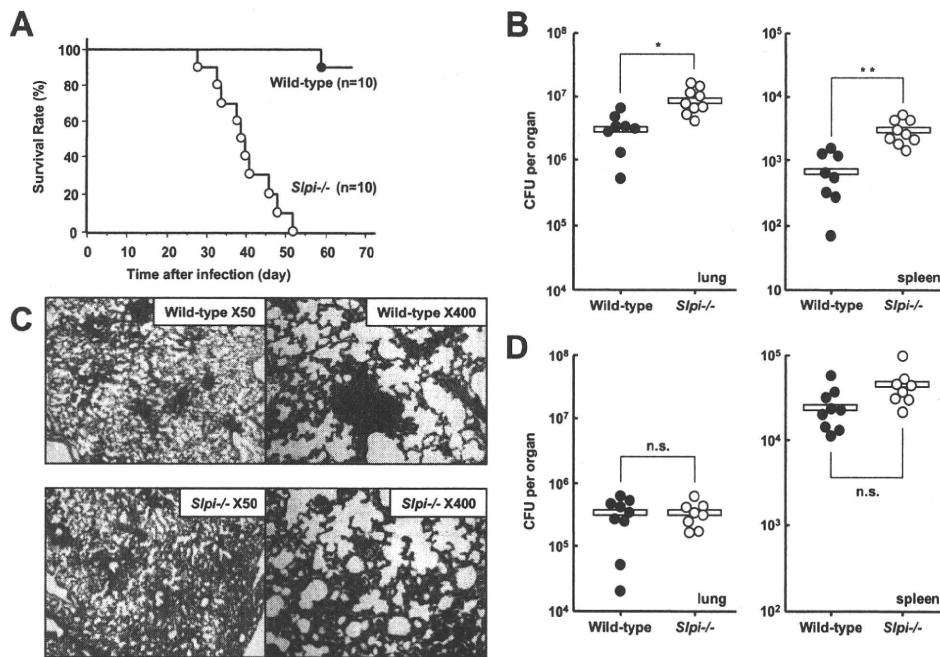 A
Survival Rate (%)
100
80
60
40
20
0
Wild-type (n=10)
Slpi-/- (n=10)
0 10 20 30 40 50 60 70
Time after infection (day)
B
CFU per organ
10⁸
10⁷
10⁶
10⁵
10⁴
*
lung
Wild-type Slpi-/-
10⁵
10⁴
10³
10²
10
**
spleen
Wild-type Slpi-/-
C
Wild-type X50
Wild-type X400
Slpi-/- X50
Slpi-/- X400
D
CFU per organ
10⁸
10⁷
10⁶
10⁵
10⁴
n.s.
lung
Wild-type Slpi-/-
10⁵
10⁴
10³
10²
n.s.
spleen
Wild-type Slpi-/-